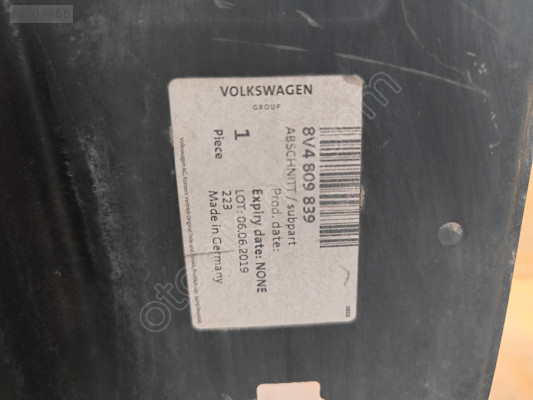 VOLKSWAGEN
GROUP
8V4 809 839
ABSCHNITT / subpart
Prod. date:
Expiry date: NONE
LOT: 06.06.2019
223
Made in Germany
1
Piece